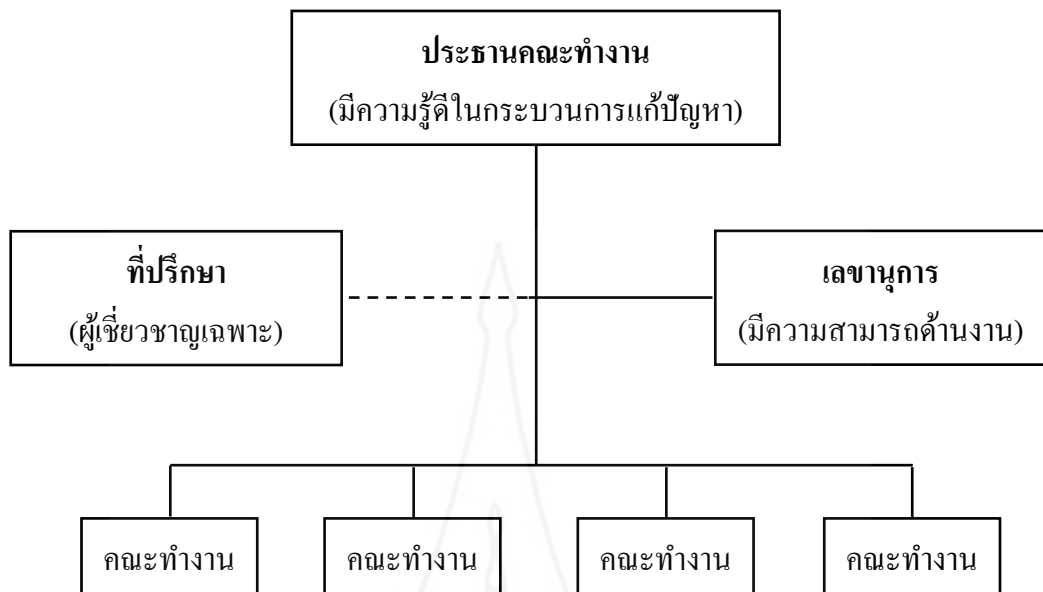 ประธานคณะทำงาน
(มีความรู้ดีในกระบวนการแก้ปัญหา)
ที่ปรึกษา
(ผู้เชี่ยวชาญเฉพาะ)
เลขานุการ
(มีความสามารถด้านงาน)
คณะทำงาน
คณะทำงาน
คณะทำงาน
คณะทำงาน